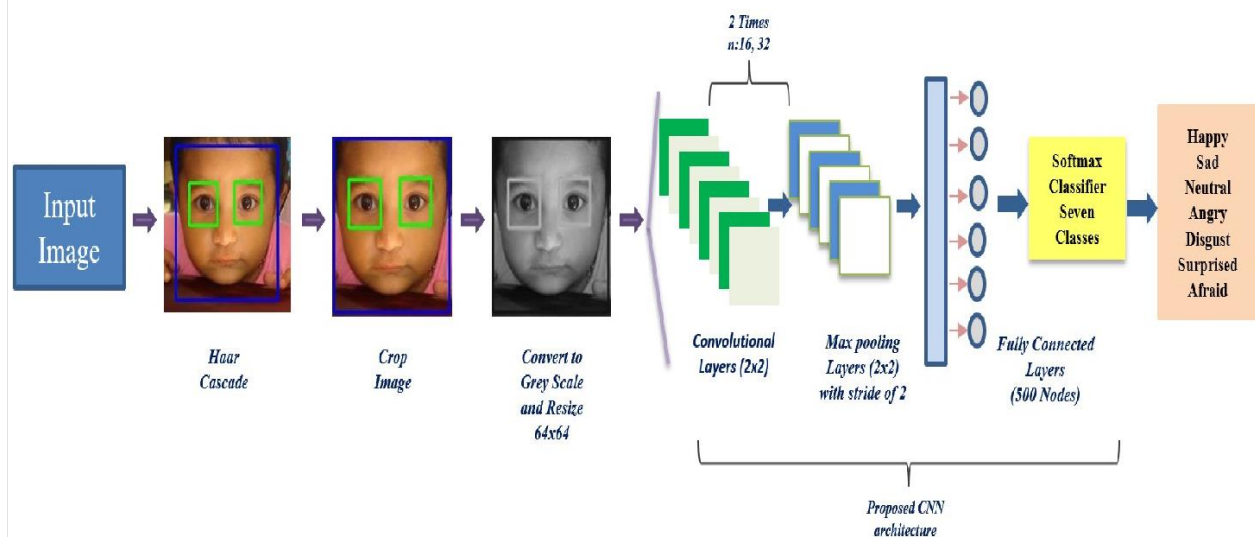 2 Times
n:16, 32
Input
Image
Haar
Cascade
Crop
Image
Convert to
Grey Scale
and Resize
64x64
Convolutional
Layers (2x2)
Max pooling
Layers (2x2)
with stride of 2
Fully Connected
Layers
(500 Nodes)
Softmax
Classifier
Seven
Classes
Happy
Sad
Neutral
Angry
Disgust
Surprised
Afraid
Proposed CNN
architecture